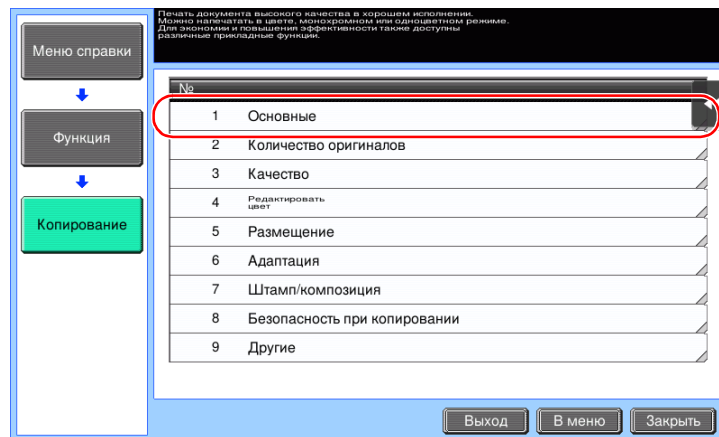 Печать документа высокого качества в хорошем исполнении.
Можно напечатать в цвете, монохромном или одноцветном режиме.
Для экономии и повышения эффективности также доступны
различные прикладные функции.
Меню справки
Функция
Копирование
№
1 Основные
2 Количество оригиналов
3 Качество
4 Редактировать
цвет
5 Размещение
6 Адаптация
7 Штамп/композиция
8 Безопасность при копировании
9 Другие
Выход В меню Закрыть